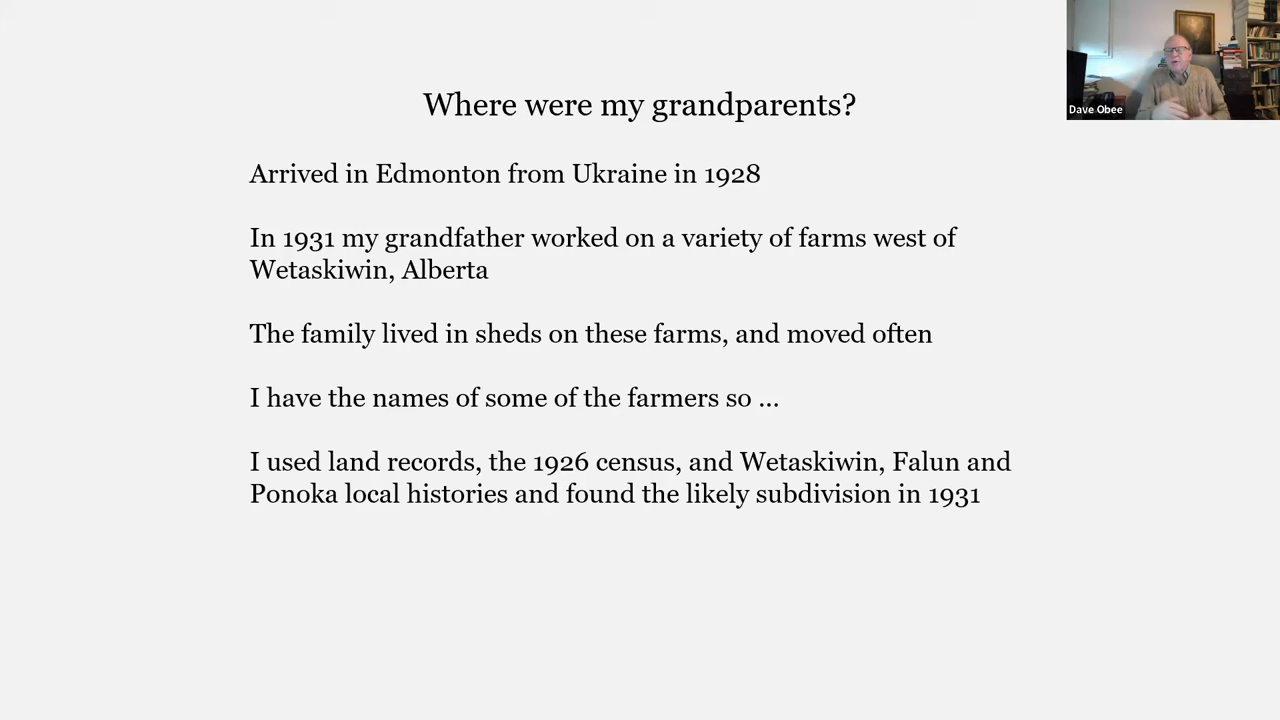 Dave Obee
Where were my grandparents?
Arrived in Edmonton from Ukraine in 1928
In 1931 my grandfather worked on a variety of farms west of
Wetaskiwin, Alberta
The family lived in sheds on these farms, and moved often
I have the names of some of the farmers so ...
I used land records, the 1926 census, and Wetaskiwin, Falun and
Ponoka local histories and found the likely subdivision in 1931